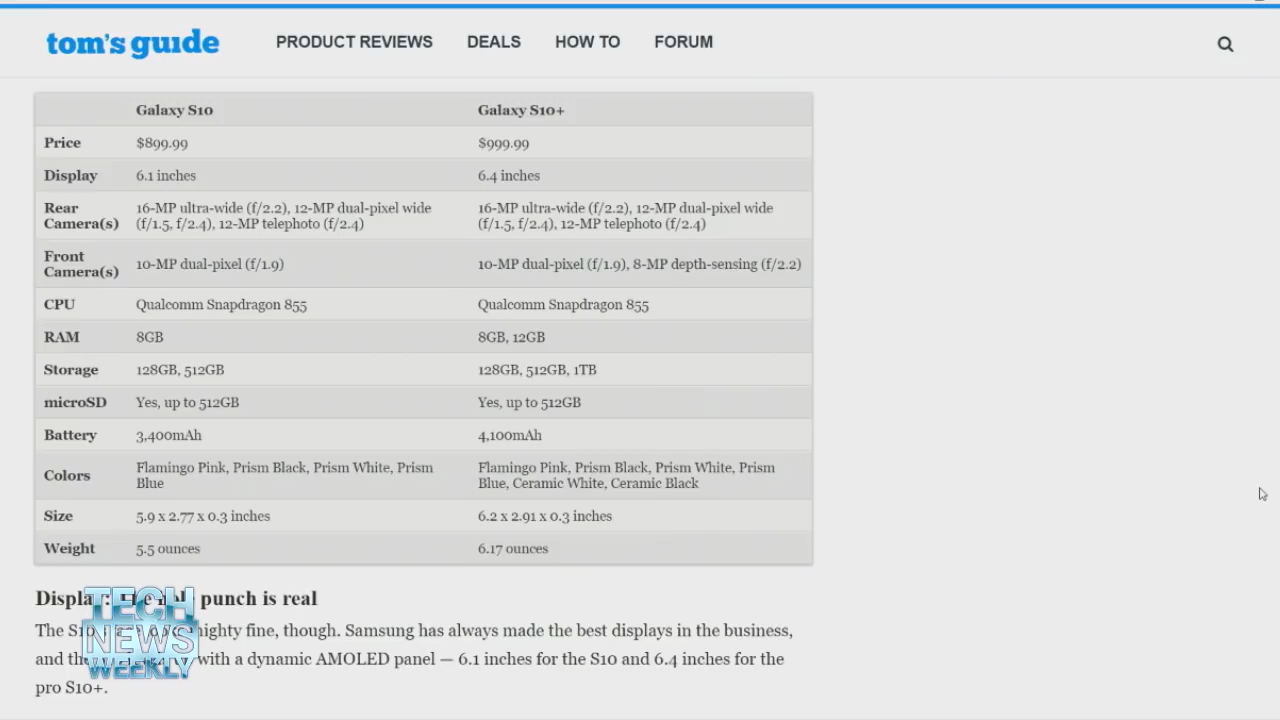 tom's guide PRODUCT REVIEWS DEALS HOW TO FORUM
Galaxy S10 Galaxy S10+
Price $899.99 $999.99
Display 6.1 inches 6.4 inches
Rear Camera(s) 16-MP ultra-wide (f/2.2), 12-MP dual-pixel wide (f/1.5, f/2.4), 12-MP telephoto (f/2.4) 16-MP ultra-wide (f/2.2), 12-MP dual-pixel wide (f/1.5, f/2.4), 12-MP telephoto (f/2.4)
Front Camera(s) 10-MP dual-pixel (f/1.9) 10-MP dual-pixel (f/1.9), 8-MP depth-sensing (f/2.2)
CPU Qualcomm Snapdragon 855 Qualcomm Snapdragon 855
RAM 8GB 8GB, 12GB
Storage 128GB, 512GB 128GB, 512GB, 1TB
microSD Yes, up to 512GB Yes, up to 512GB
Battery 3,400mAh 4,100mAh
Colors Flamingo Pink, Prism Black, Prism White, Prism Blue Flamingo Pink, Prism Black, Prism White, Prism Blue, Ceramic White, Ceramic Black
Size 5.9 x 2.77 x 0.3 inches 6.2 x 2.91 x 0.3 inches
Weight 5.5 ounces 6.17 ounces
punch is real
The mighty fine, though. Samsung has always made the best displays in the business,
and with a dynamic AMOLED panel — 6.1 inches for the S10 and 6.4 inches for the
pro S10+.
TECH
NEWS
WEEKLY